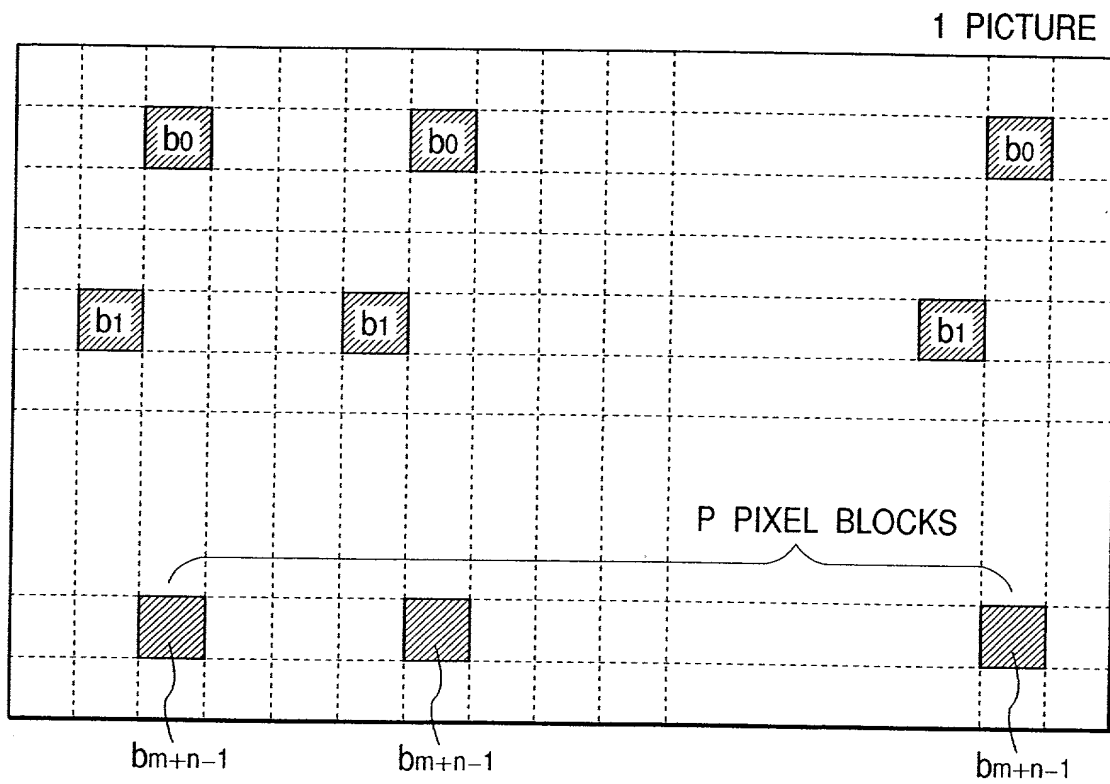 1 PICTURE
b0 b0 b0
b1 b1 b1
P PIXEL BLOCKS
bm+n-1 bm+n-1 bm+n-1